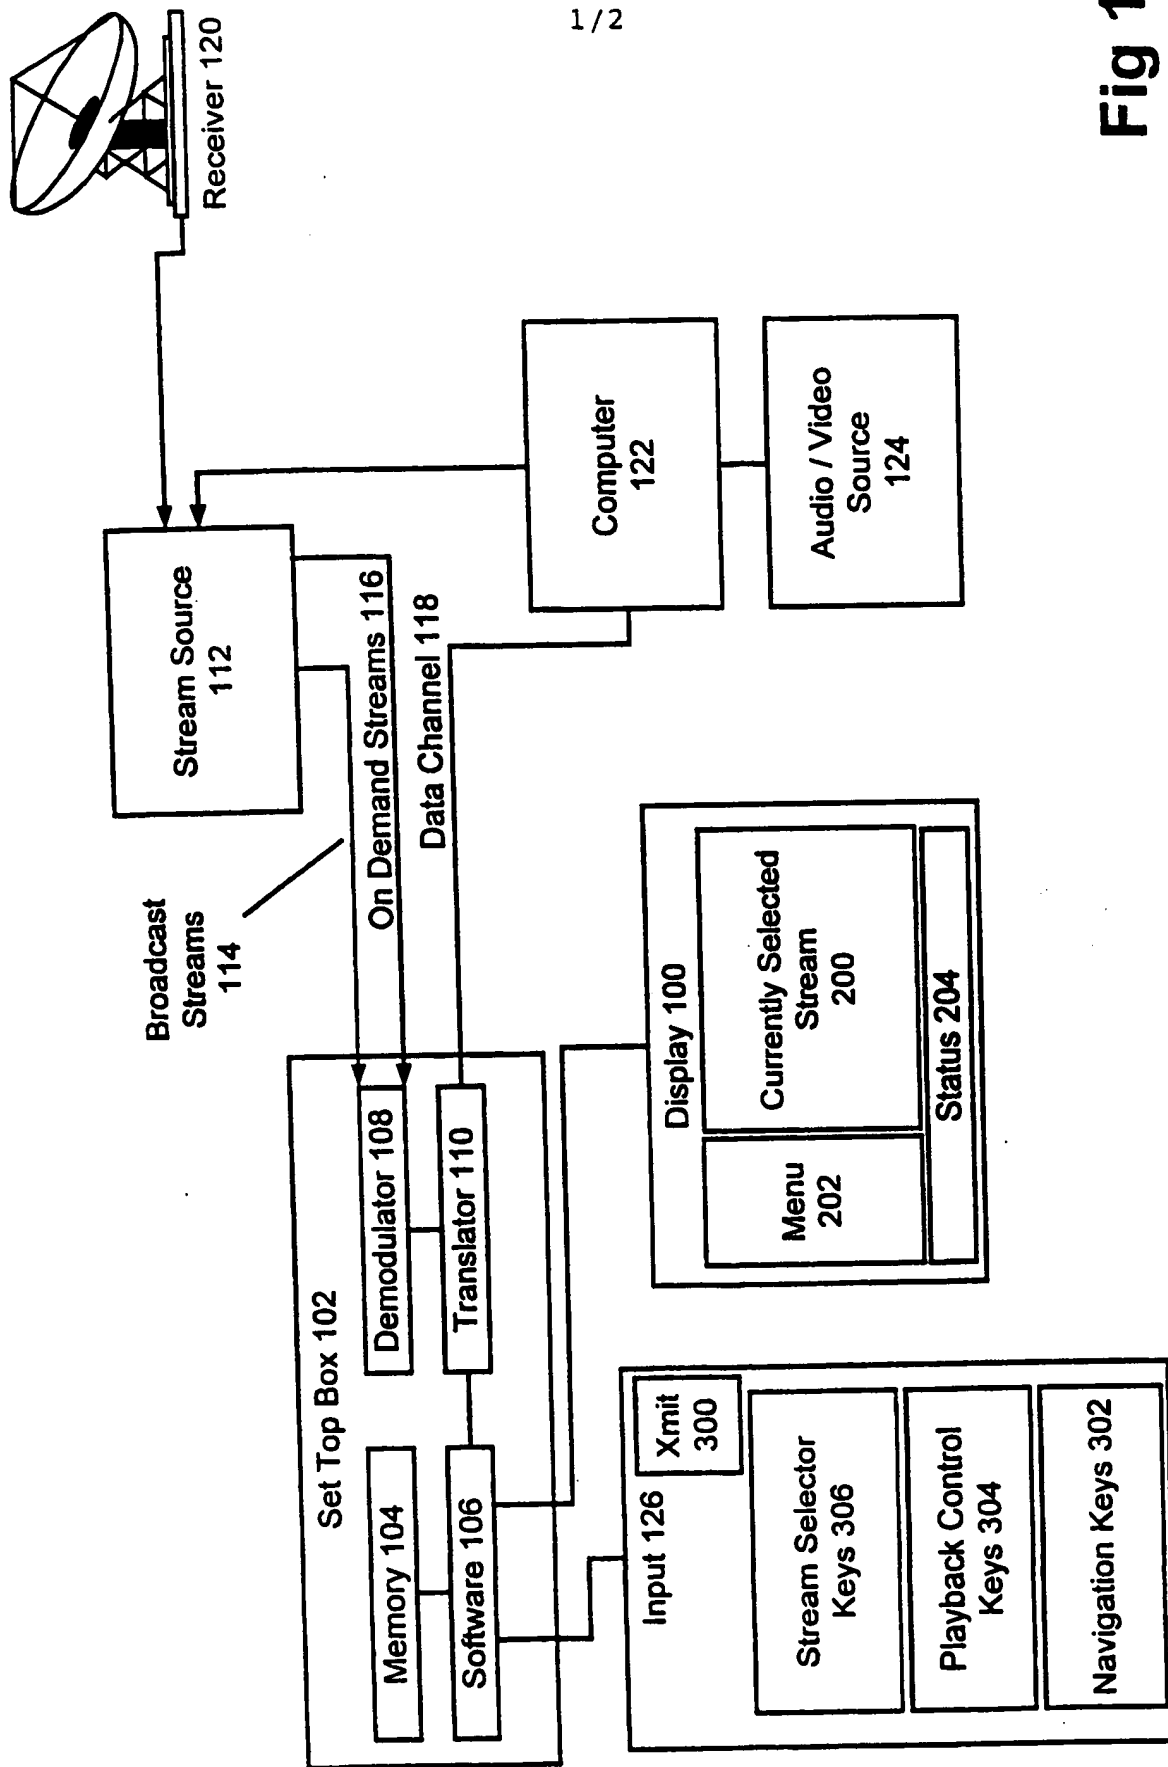 1/2
Receiver 120
Stream Source
112
Broadcast
Streams
114
On Demand Streams 116
Data Channel 118
Computer
122
Audio / Video
Source
124
Set Top Box 102
Memory 104
Demodulator 108
Software 106
Translator 110
Display 100
Menu
202
Currently Selected
Stream
200
Status 204
Input 126
Xmit
300
Stream Selector
Keys 306
Playback Control
Keys 304
Navigation Keys 302
Fig 1